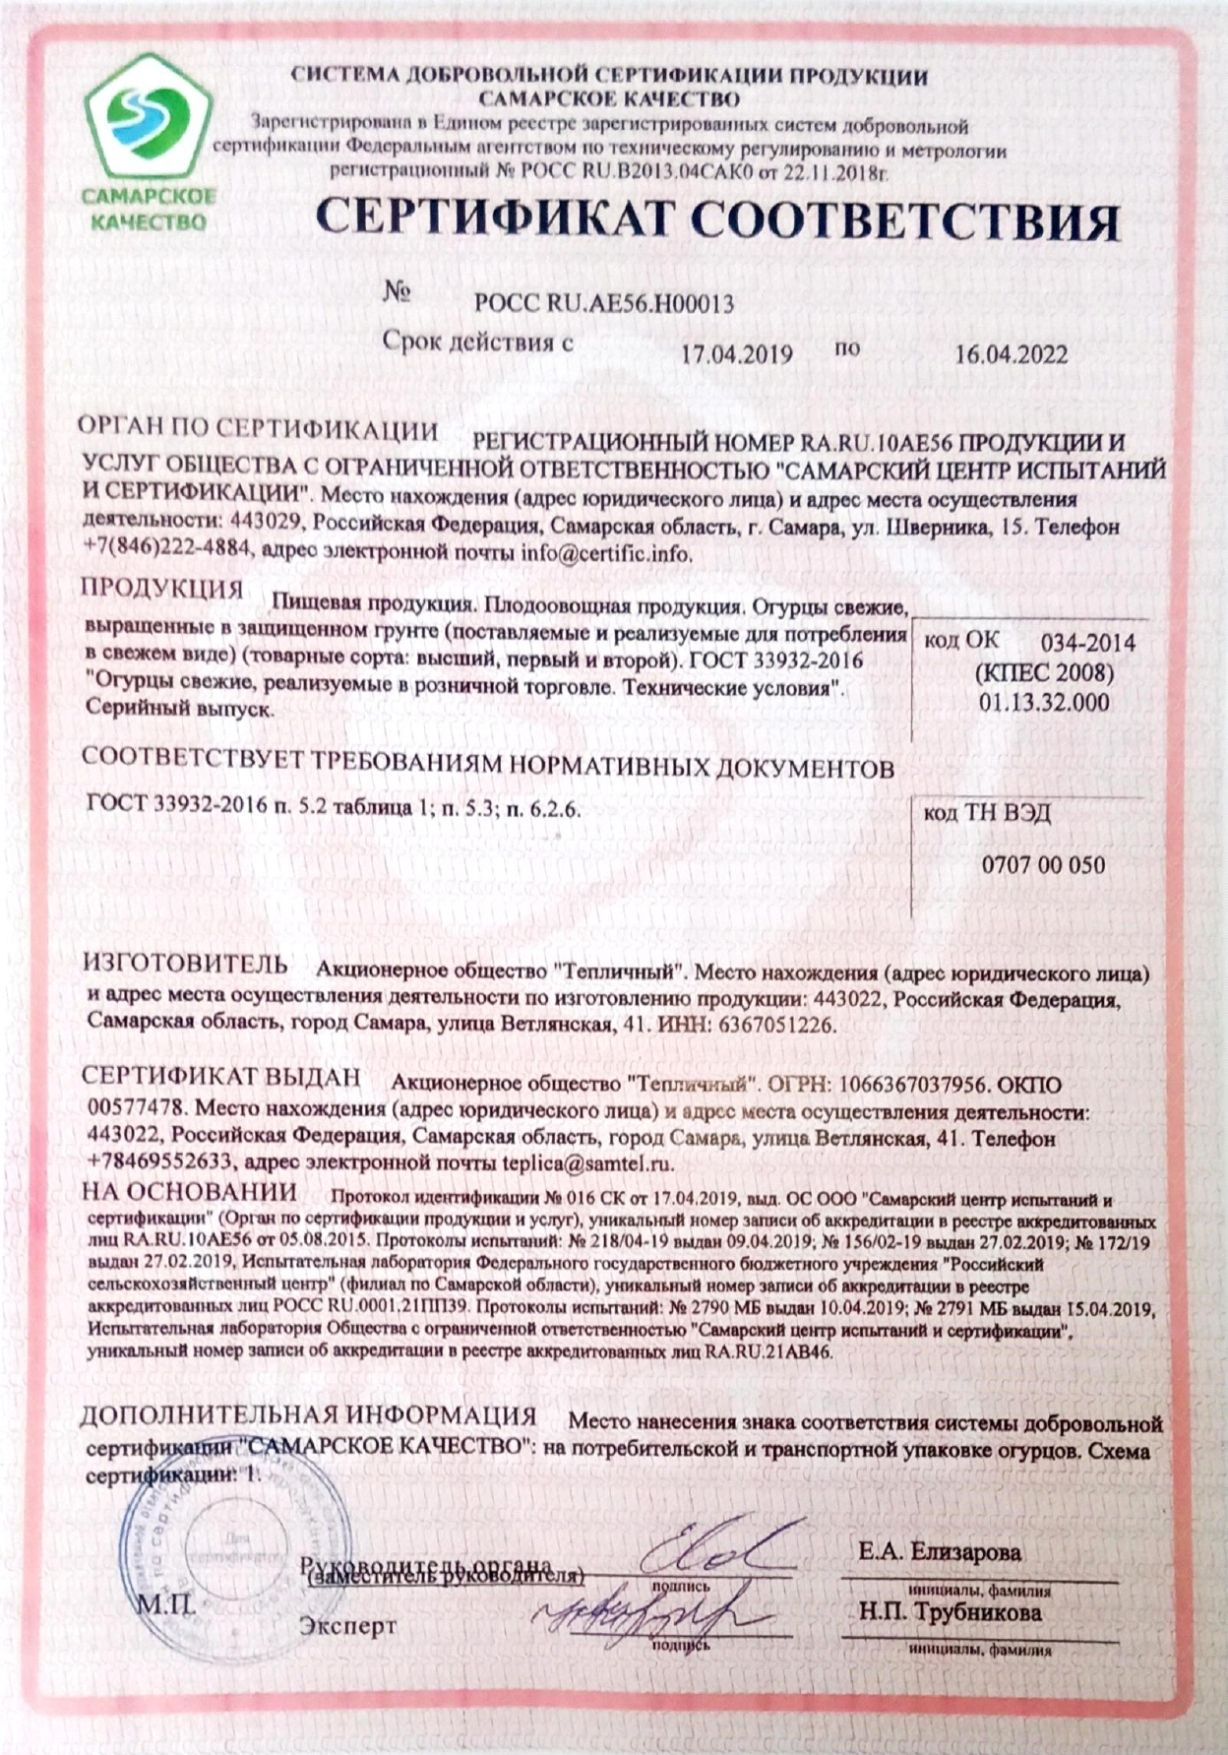 САМАРСКОЕ
КАЧЕСТВО
СИСТЕМА ДОБРОВОЛЬНОЙ СЕРТИФИКАЦИИ ПРОДУКЦИИ
САМАРСКОЕ КАЧЕСТВО
Зарегистрирована в Едином реестре зарегистрированных систем добровольной
сертификации Федеральным агентством по техническому регулированию и метрологии
регистрационный № РОСС RU.В2013.04САК0 от 22.11.2018г.
СЕРТИФИКАТ СООТВЕТСТВИЯ
№ РОСС RU.АЕ56.Н00013
Срок действия с 17.04.2019 по 16.04.2022
ОРГАН ПО СЕРТИФИКАЦИИ РЕГИСТРАЦИОННЫЙ НОМЕР RA.RU.10АЕ56 ПРОДУКЦИИ И
УСЛУГ ОБЩЕСТВА С ОГРАНИЧЕННОЙ ОТВЕТСТВЕННОСТЬЮ "САМАРСКИЙ ЦЕНТР ИСПЫТАНИЙ
И СЕРТИФИКАЦИИ". Место нахождения (адрес юридического лица) и адрес места осуществления
деятельности: 443029, Российская Федерация, Самарская область, г. Самара, ул. Шверника, 15. Телефон
+7(846)222-4884, адрес электронной почты info@certific.info.
ПРОДУКЦИЯ Пищевая продукция. Плодоовощная продукция. Огурцы свежие,
выращенные в защищенном грунте (поставляемые и реализуемые для потребления
в свежем виде) (товарные сорта: высший, первый и второй). ГОСТ 33932-2016
"Огурцы свежие, реализуемые в розничной торговле. Технические условия".
Серийный выпуск.
код ОК 034-2014
(КПЕС 2008)
01.13.32.000
СООТВЕТСТВУЕТ ТРЕБОВАНИЯМ НОРМАТИВНЫХ ДОКУМЕНТОВ
ГОСТ 33932-2016 п. 5.2 таблица 1; п. 5.3; п. 6.2.6.
код ТН ВЭД
0707 00 050
ИЗГОТОВИТЕЛЬ Акционерное общество "Тепличный". Место нахождения (адрес юридического лица)
и адрес места осуществления деятельности по изготовлению продукции: 443022, Российская Федерация,
Самарская область, город Самара, улица Ветлянская, 41. ИНН: 6367051226.
СЕРТИФИКАТ ВЫДАН Акционерное общество "Тепличный". ОГРН: 1066367037956. ОКПО
00577478. Место нахождения (адрес юридического лица) и адрес места осуществления деятельности:
443022, Российская Федерация, Самарская область, город Самара, улица Ветлянская, 41. Телефон
+78469552633, адрес электронной почты teplica@samtel.ru.
НА ОСНОВАНИИ Протокол идентификации № 016 СК от 17.04.2019, выд. ОС ООО "Самарский центр испытаний и
сертификации" (Орган по сертификации продукции и услуг), уникальный номер записи об аккредитации в реестре аккредитованных
лиц RA.RU.10АЕ56 от 05.08.2015. Протоколы испытаний: № 218/04-19 выдан 09.04.2019; № 156/02-19 выдан 27.02.2019; № 172/19
выдан 27.02.2019, Испытательная лаборатория Федерального государственного бюджетного учреждения "Российский
сельскохозяйственный центр" (филиал по Самарской области), уникальный номер записи об аккредитации в реестре
аккредитованных лиц РОСС RU.0001.21ПП39. Протоколы испытаний: № 2790 МБ выдан 10.04.2019; № 2791 МБ выдан 15.04.2019,
Испытательная лаборатория Общества с ограниченной ответственностью "Самарский центр испытаний и сертификации",
уникальный номер записи об аккредитации в реестре аккредитованных лиц RA.RU.21АВ46.
ДОПОЛНИТЕЛЬНАЯ ИНФОРМАЦИЯ Место нанесения знака соответствия системы добровольной
сертификации "САМАРСКОЕ КАЧЕСТВО": на потребительской и транспортной упаковке огурцов. Схема
сертификации: 1.
Руководитель органа
(заместитель руководителя)
подпись
Е.А. Елизарова
инициалы, фамилия
М.П.
Эксперт
подпись
Н.П. Трубникова
инициалы, фамилия